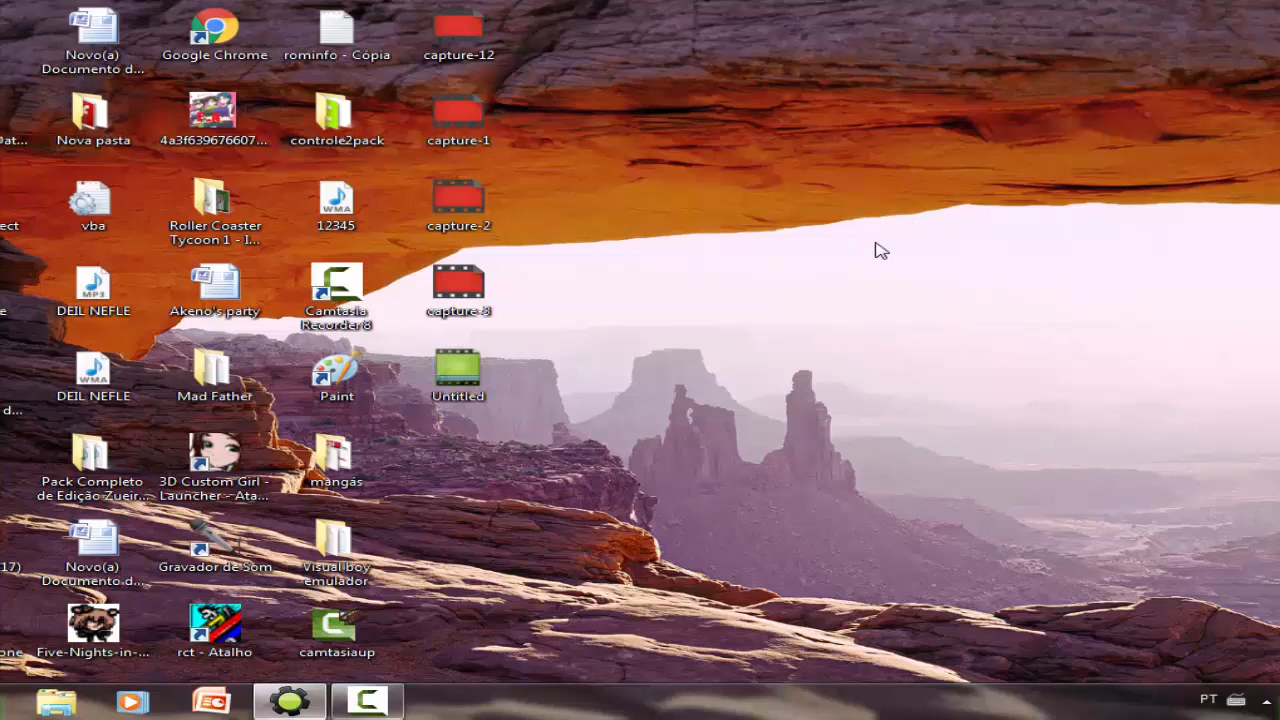 Novo(a)
Documento d...
Google Chrome
rominfo - Cópia
capture-12
Dat...
Nova pasta
4a3f639676607...
controle2pack
capture-1
ect
vba
Roller Coaster
Tycoon 1 - I...
WMA
12345
capture-2
e
MP3
DEIL NEFLE
Akeno's party
Camtasia
Recorder 8
capture-3
d...
WMA
DEIL NEFLE
Mad Father
Paint
Untitled
Pack Completo
de Edição Zueir...
3D Custom Girl -
Launcher - Ata...
mangás
17)
Novo(a)
Documento d...
Gravador de Som
Visual boy
emulador
one
Five-Nights-in-...
rct - Atalho
camtasiaup
PT